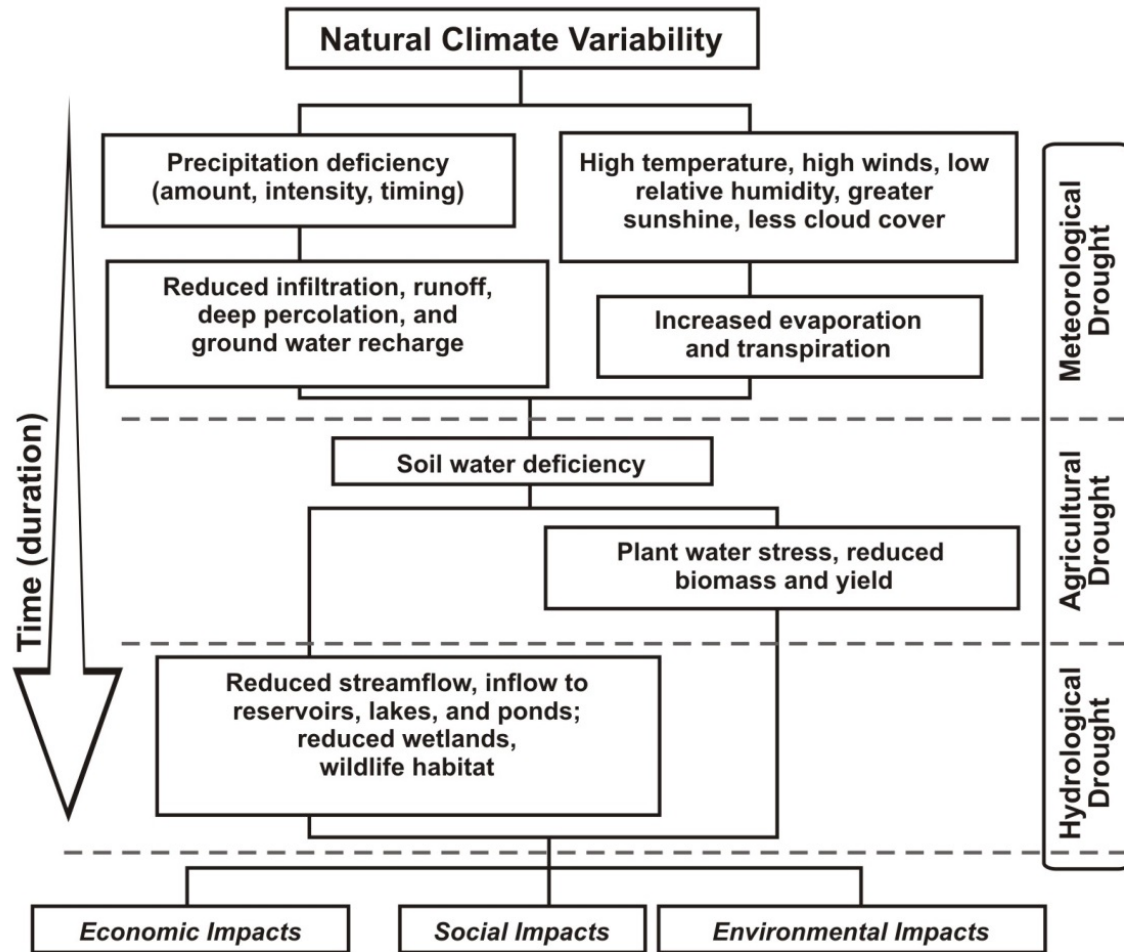 Natural Climate Variability
Precipitation deficiency
(amount, intensity, timing)
High temperature, high winds, low
relative humidity, greater
sunshine, less cloud cover
Reduced infiltration, runoff,
deep percolation, and
ground water recharge
Increased evaporation
and transpiration
Soil water deficiency
Plant water stress, reduced
biomass and yield
Reduced streamflow, inflow to
reservoirs, lakes, and ponds;
reduced wetlands,
wildlife habitat
Economic Impacts
Social Impacts
Environmental Impacts
Time (duration)
Meteorological
Drought
Agricultural
Drought
Hydrological
Drought